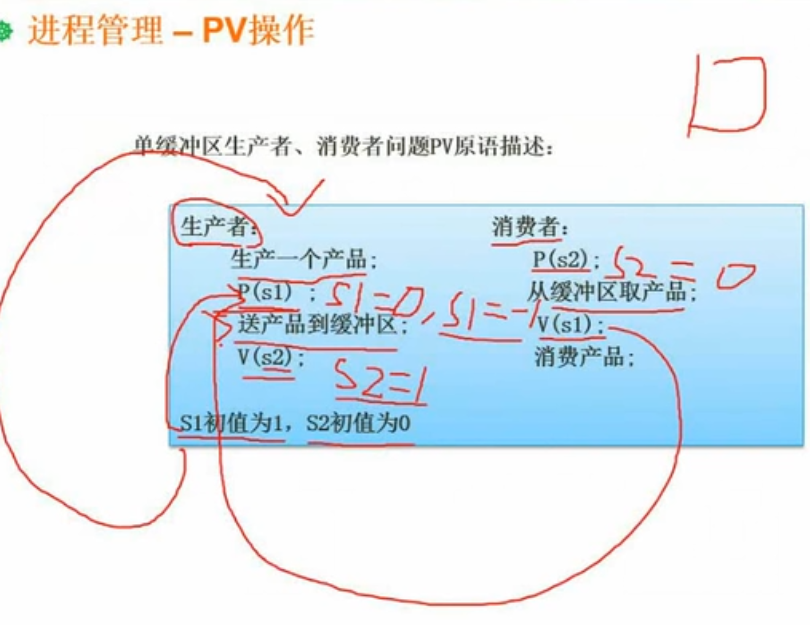 进程管理 – PV操作
单缓冲区生产者、消费者问题PV原语描述：
生产者：
生产一个产品；
P(s1) ；S1=0，S1=-1
送产品到缓冲区；
V(s2)；S2=1
S1初值为1，S2初值为0
消费者：
P(s2)；S2=0
从缓冲区取产品；
V(s1)；
消费产品；